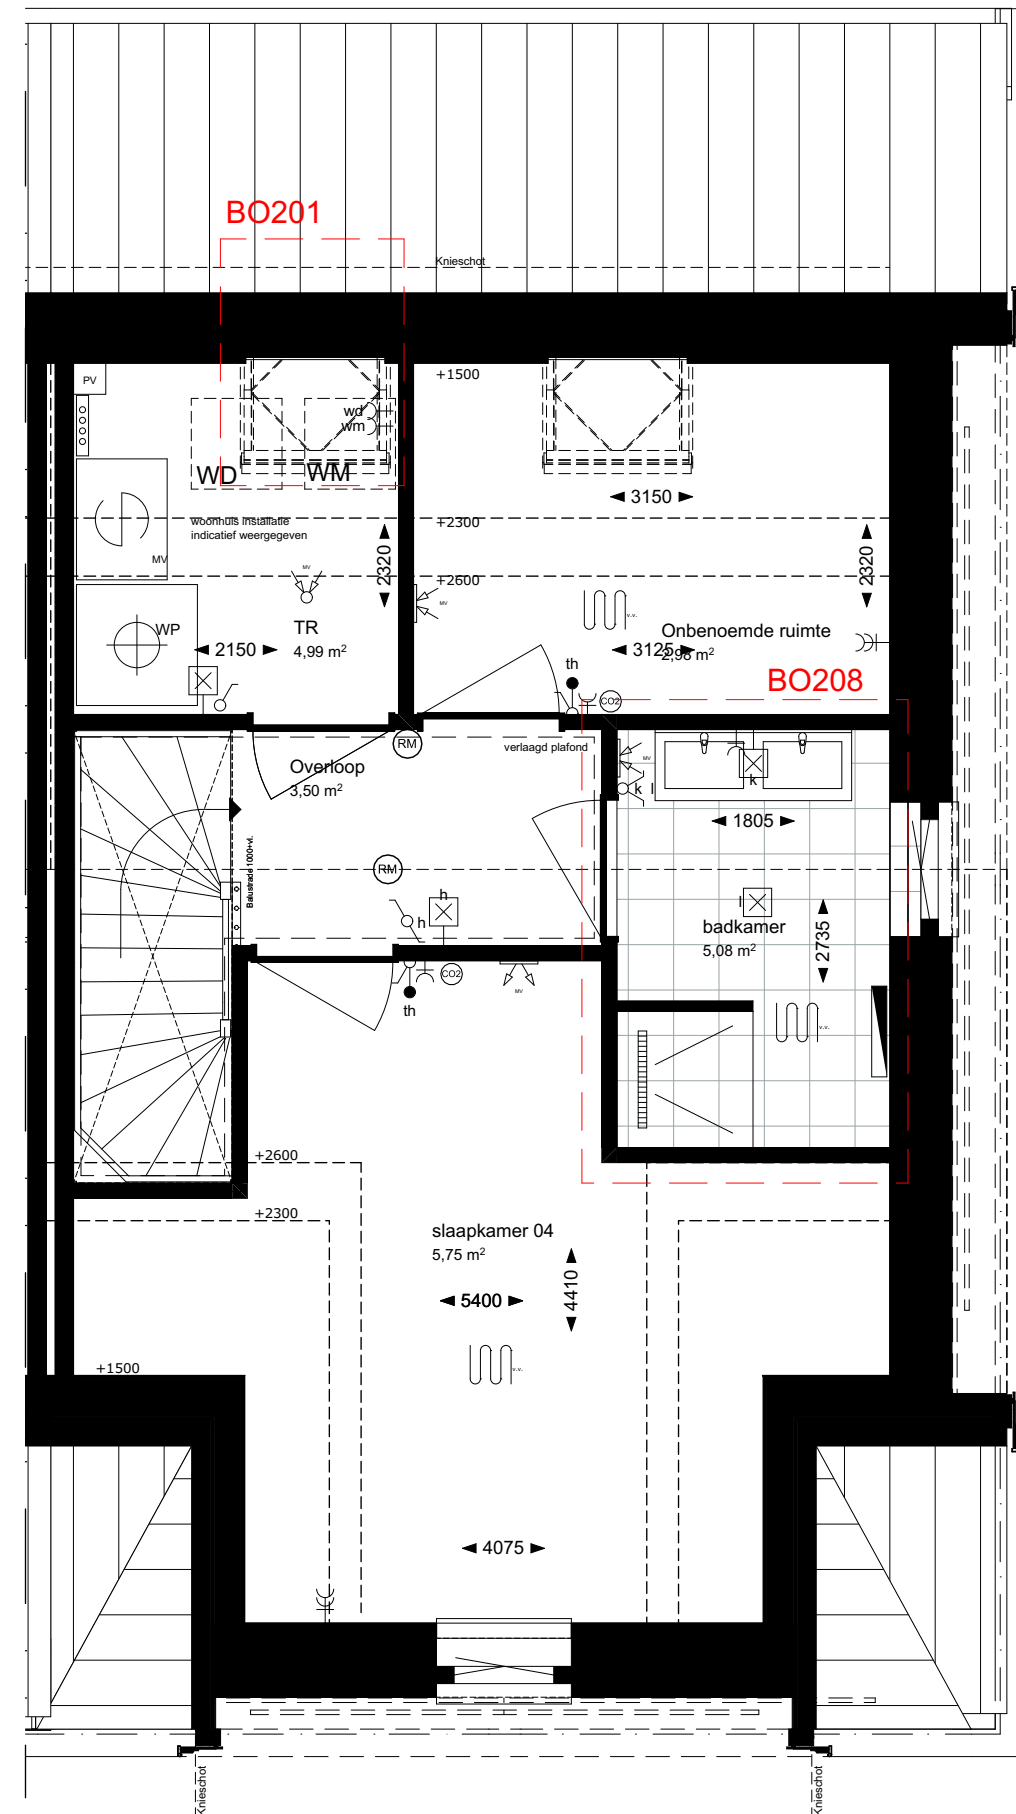 BO201
Knieschot
PV
+1500
wd
wm
WD
WM
3150
woonhuis installatie
indicatief weergegeven
+2300
2320
2320
MV
MV
+2600
MV
v.v.
WP
TR
4,99 m²
2150
Onbenoemde ruimte
2,98 m²
3125
th
CO2
BO208
RM
verlaagd plafond
Overloop
3,50 m²
MV
k
l
k
1805
Balustrade 1000+vl.
RM
h
h
l
badkamer
5,08 m²
2735
CO2
th
MV
v.v.
+2600
+2300
slaapkamer 04
5,75 m²
4410
5400
v.v.
+1500
4075
Knieschot
Knieschot